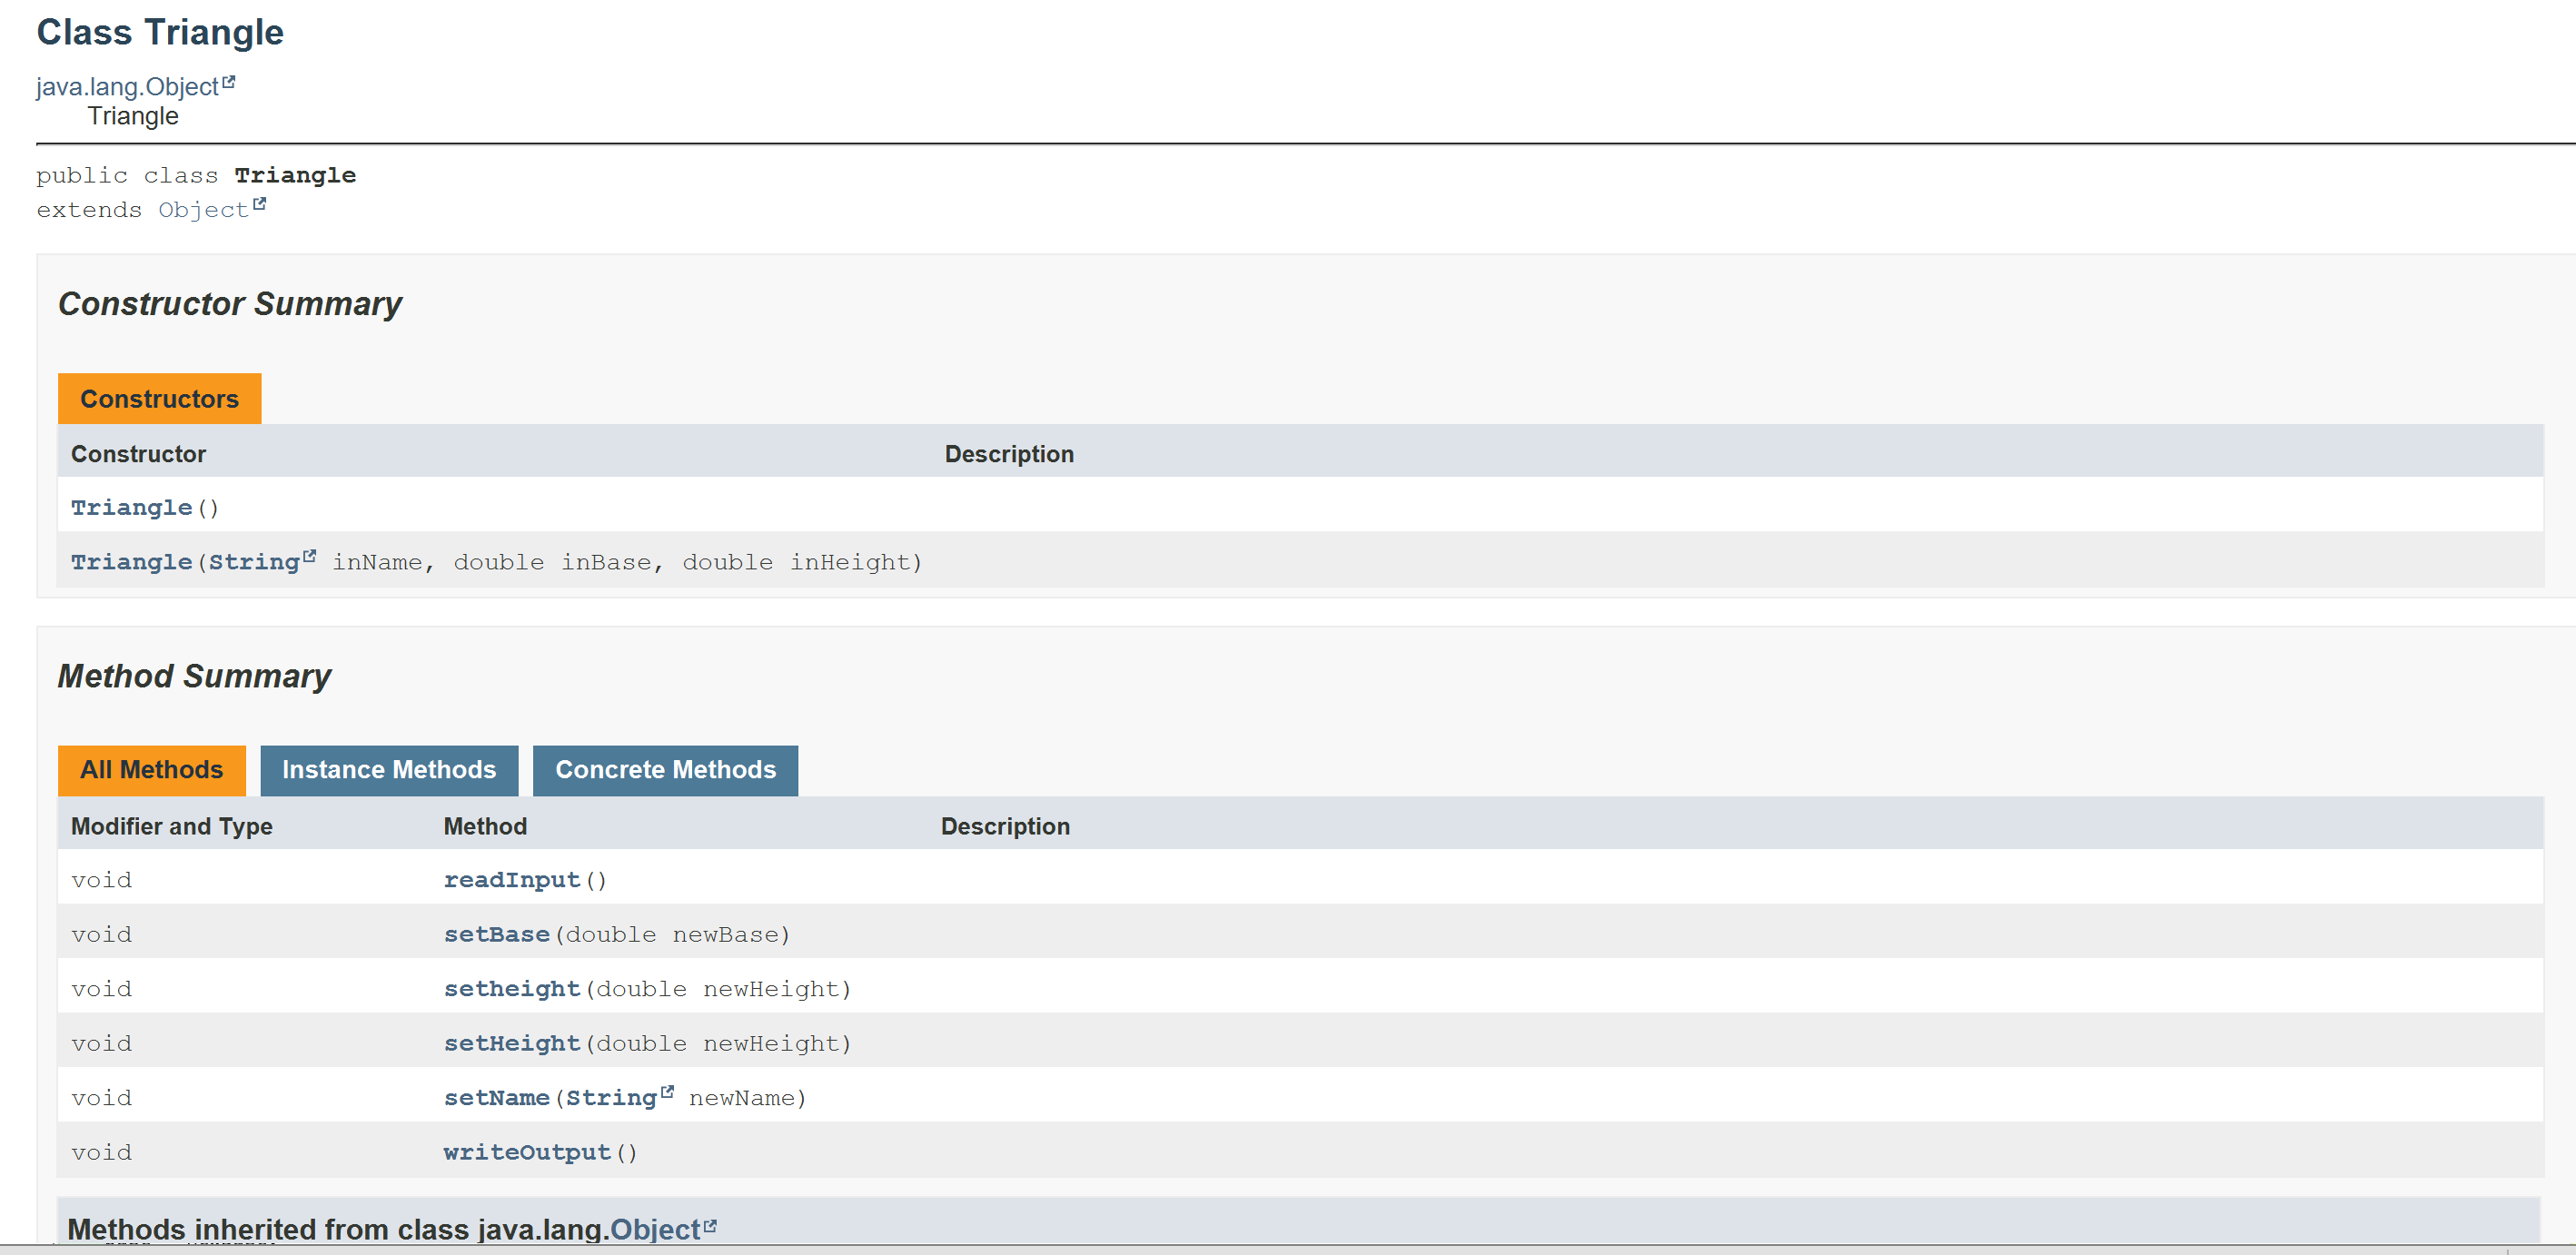 Class Triangle
java.lang.Object
Triangle
public class Triangle
extends Object
Constructor Summary
Constructors
Constructor Description
Triangle()
Triangle(String inName, double inBase, double inHeight)
Method Summary
All Methods Instance Methods Concrete Methods
Modifier and Type Method Description
void readInput()
void setBase(double newBase)
void setheight(double newHeight)
void setHeight(double newHeight)
void setName(String newName)
void writeOutput()
Methods inherited from class java.lang.Object